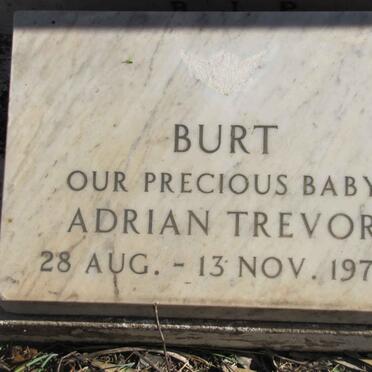 R I P
BURT
OUR PRECIOUS BABY
ADRIAN TREVOR
28 AUG. - 13 NOV. 197